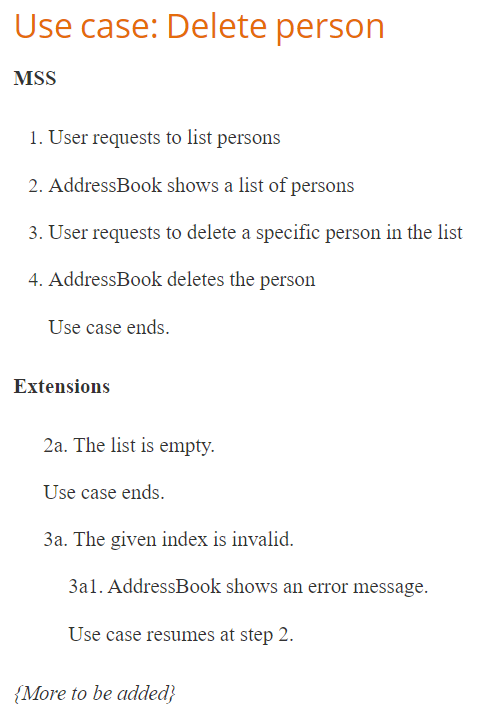 Use case: Delete person
MSS
1. User requests to list persons
2. AddressBook shows a list of persons
3. User requests to delete a specific person in the list
4. AddressBook deletes the person
Use case ends.
Extensions
2a. The list is empty.
Use case ends.
3a. The given index is invalid.
3a1. AddressBook shows an error message.
Use case resumes at step 2.
{More to be added}